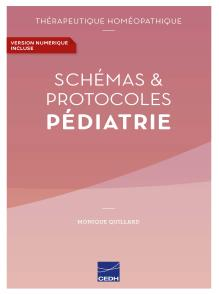 THÉRAPEUTIQUE HOMÉOPATHIQUE
VERSION NUMÉRIQUE
INCLUSE
SCHÉMAS &
PROTOCOLES
PÉDIATRIE
MONIQUE QUILLARD
CEDH